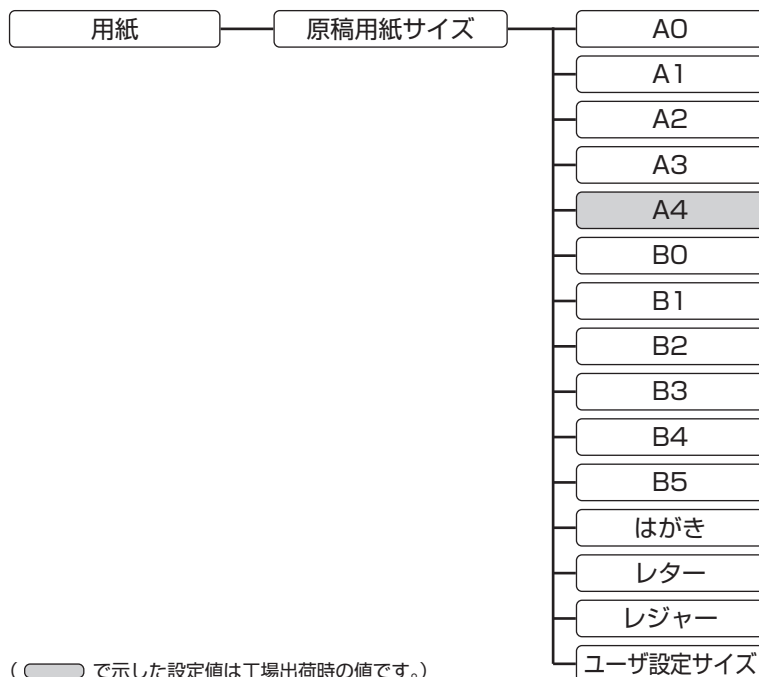 用紙
原稿用紙サイズ
A0
A1
A2
A3
A4
B0
B1
B2
B3
B4
B5
はがき
レター
レジャー
ユーザ設定サイズ
( で示した設定値は工場出荷時の値です。)